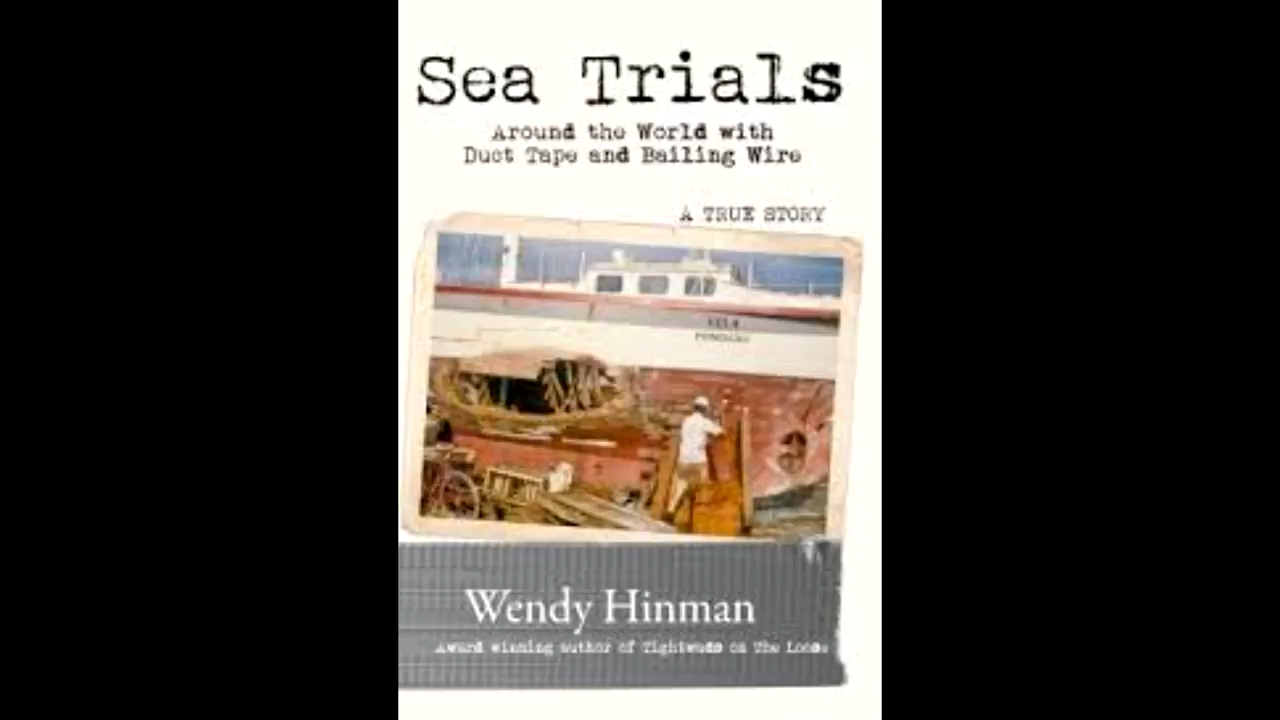 Sea Trials
Around the World with
Duct Tape and Bailing Wire
A TRUE STORY
Wendy Hinman
Award winning author of Tightwads on The Loose